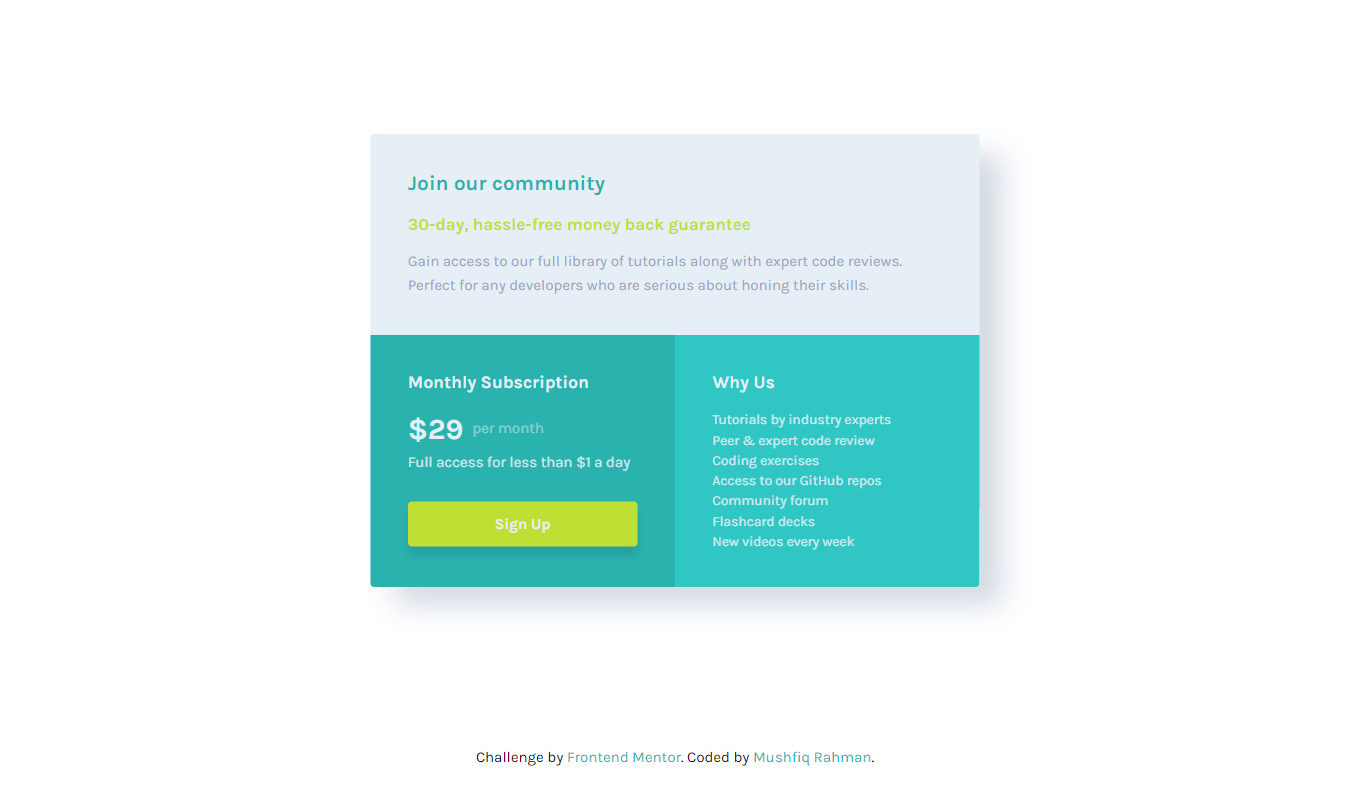 Join our community
30-day, hassle-free money back guarantee
Gain access to our full library of tutorials along with expert code reviews.
Perfect for any developers who are serious about honing their skills.
Monthly Subscription
$29 per month
Full access for less than $1 a day
Sign Up
Why Us
Tutorials by industry experts
Peer & expert code review
Coding exercises
Access to our GitHub repos
Community forum
Flashcard decks
New videos every week
Challenge by Frontend Mentor. Coded by Mushfiq Rahman.